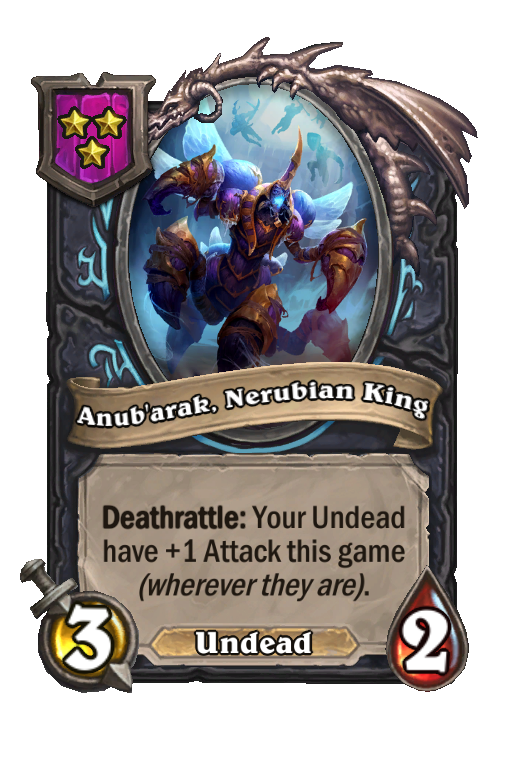 Anub'arak, Nerubian King
Deathrattle: Your Undead
have +1 Attack this game
(wherever they are).
3
Undead
2